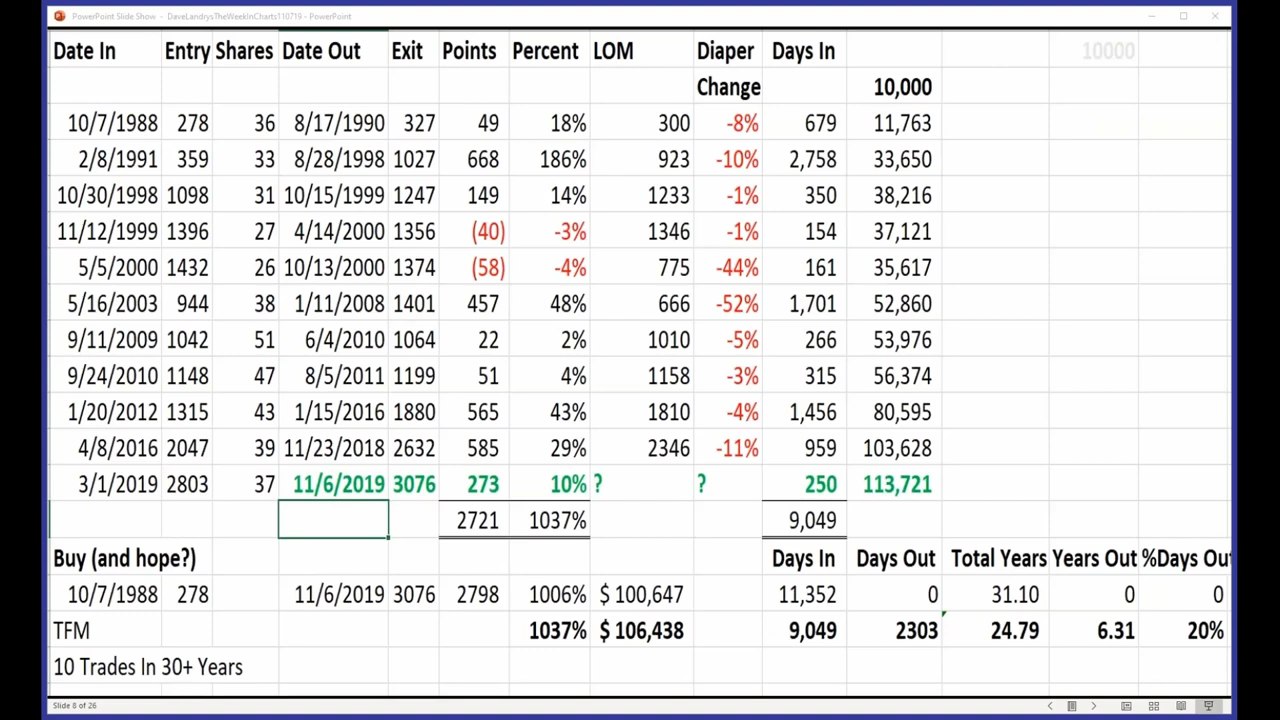 PowerPoint Slide Show - DaveLandrysTheWeekInCharts110719 - PowerPoint
Date In Entry Shares Date Out Exit Points Percent LOM Diaper Days In 10000
Change 10,000
10/7/1988 278 36 8/17/1990 327 49 18% 300 -8% 679 11,763
2/8/1991 359 33 8/28/1998 1027 668 186% 923 -10% 2,758 33,650
10/30/1998 1098 31 10/15/1999 1247 149 14% 1233 -1% 350 38,216
11/12/1999 1396 27 4/14/2000 1356 (40) -3% 1346 -1% 154 37,121
5/5/2000 1432 26 10/13/2000 1374 (58) -4% 775 -44% 161 35,617
5/16/2003 944 38 1/11/2008 1401 457 48% 666 -52% 1,701 52,860
9/11/2009 1042 51 6/4/2010 1064 22 2% 1010 -5% 266 53,976
9/24/2010 1148 47 8/5/2011 1199 51 4% 1158 -3% 315 56,374
1/20/2012 1315 43 1/15/2016 1880 565 43% 1810 -4% 1,456 80,595
4/8/2016 2047 39 11/23/2018 2632 585 29% 2346 -11% 959 103,628
3/1/2019 2803 37 11/6/2019 3076 273 10% ? ? 250 113,721
2721 1037% 9,049
Buy (and hope?) Days In Days Out Total Years Years Out %Days Ou
10/7/1988 278 11/6/2019 3076 2798 1006% $ 100,647 11,352 0 31.10 0 0
TFM 1037% $ 106,438 9,049 2303 24.79 6.31 20%
10 Trades In 30+ Years
Slide 8 of 26